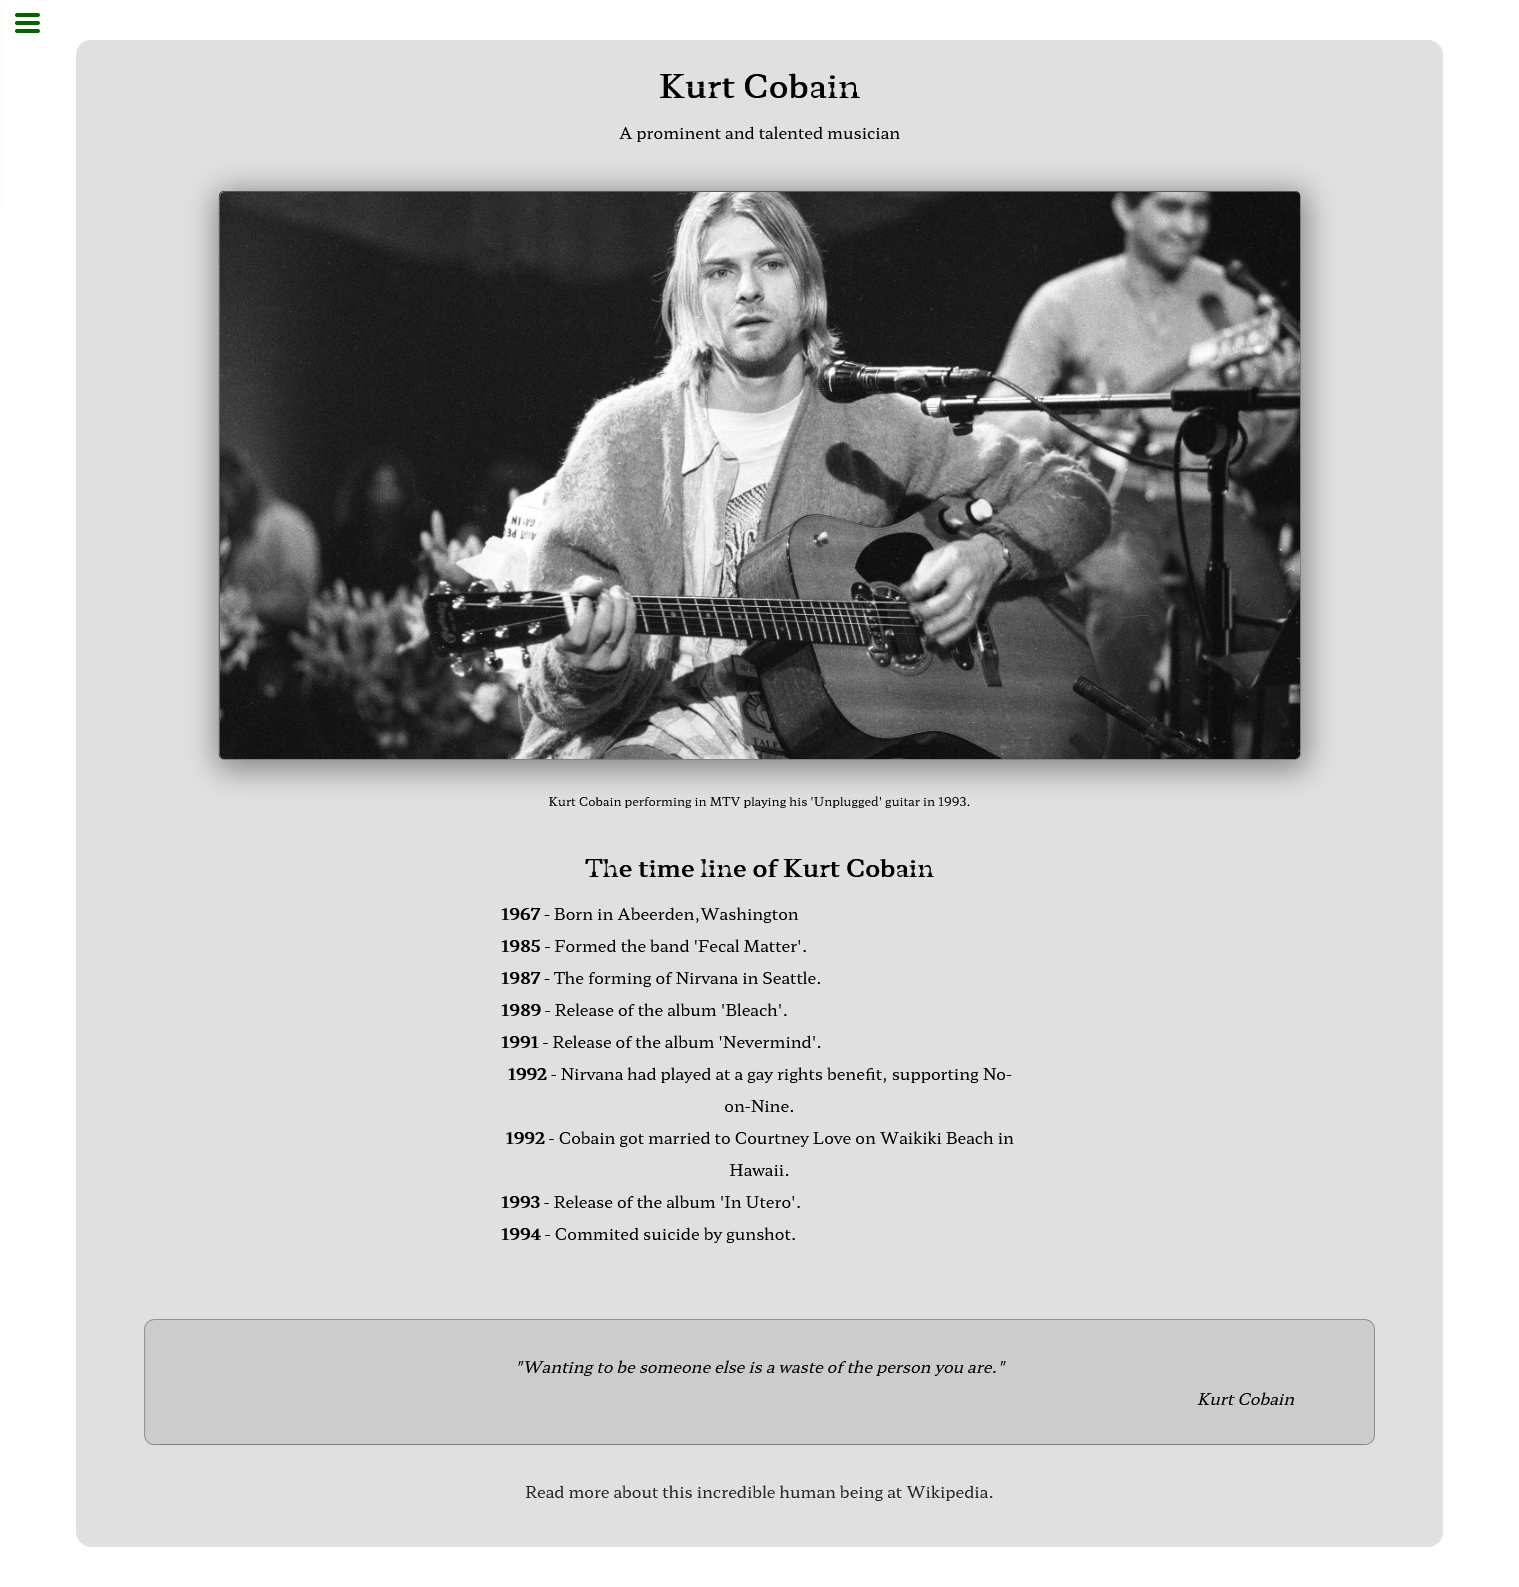 Kurt Cobain
A prominent and talented musician
Kurt Cobain performing in MTV playing his 'Unplugged' guitar in 1993.
The time line of Kurt Cobain
1967 - Born in Abeerden,Washington
1985 - Formed the band 'Fecal Matter'.
1987 - The forming of Nirvana in Seattle.
1989 - Release of the album 'Bleach'.
1991 - Release of the album 'Nevermind'.
1992 - Nirvana had played at a gay rights benefit, supporting No-
on-Nine.
1992 - Cobain got married to Courtney Love on Waikiki Beach in
Hawaii.
1993 - Release of the album 'In Utero'.
1994 - Commited suicide by gunshot.
"Wanting to be someone else is a waste of the person you are."
Kurt Cobain
Read more about this incredible human being at Wikipedia.